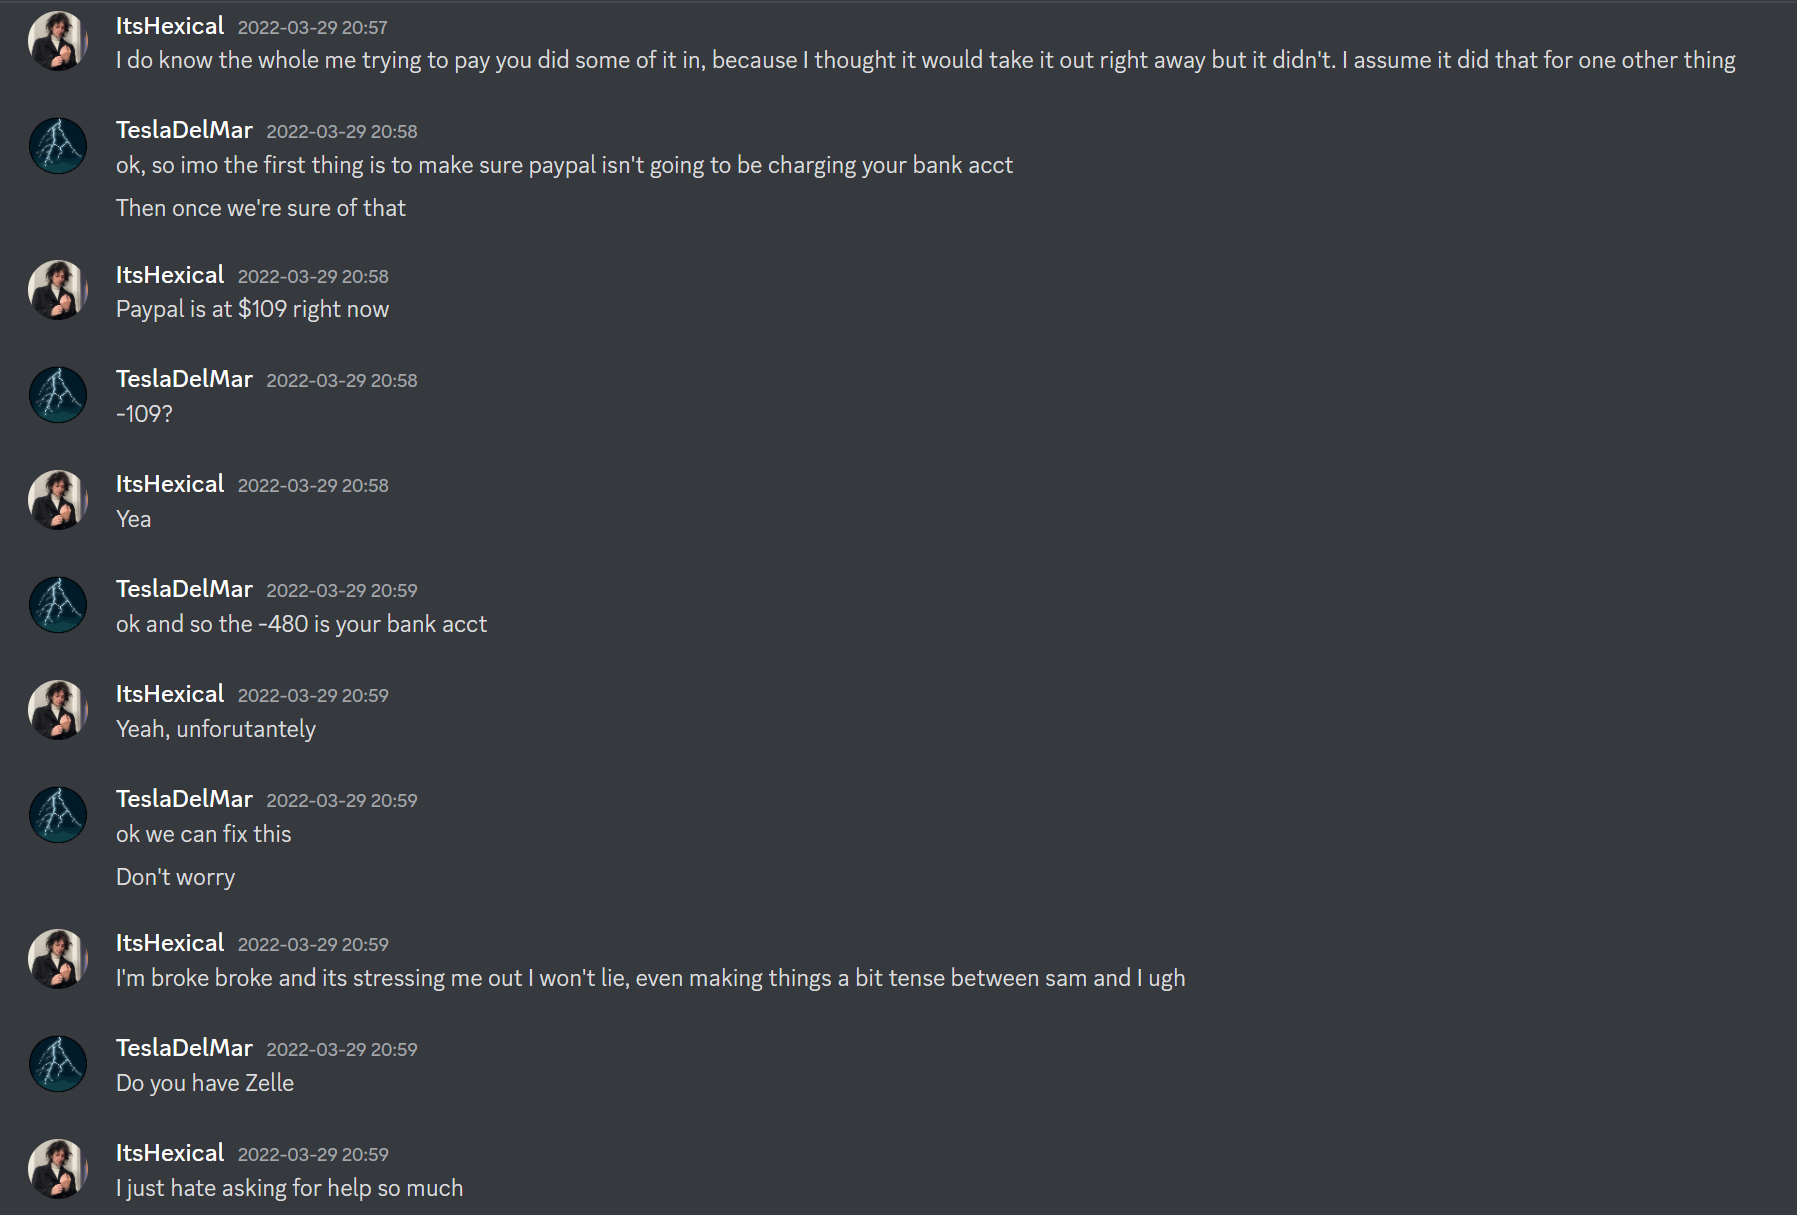 ItsHexical 2022-03-29 20:57
I do know the whole me trying to pay you did some of it in, because I thought it would take it out right away but it didn't. I assume it did that for one other thing
TeslaDelMar 2022-03-29 20:58
ok, so imo the first thing is to make sure paypal isn't going to be charging your bank acct
Then once we're sure of that
ItsHexical 2022-03-29 20:58
Paypal is at $109 right now
TeslaDelMar 2022-03-29 20:58
-109?
ItsHexical 2022-03-29 20:58
Yea
TeslaDelMar 2022-03-29 20:59
ok and so the -480 is your bank acct
ItsHexical 2022-03-29 20:59
Yeah, unforutantely
TeslaDelMar 2022-03-29 20:59
ok we can fix this
Don't worry
ItsHexical 2022-03-29 20:59
I'm broke broke and its stressing me out I won't lie, even making things a bit tense between sam and I ugh
TeslaDelMar 2022-03-29 20:59
Do you have Zelle
ItsHexical 2022-03-29 20:59
I just hate asking for help so much